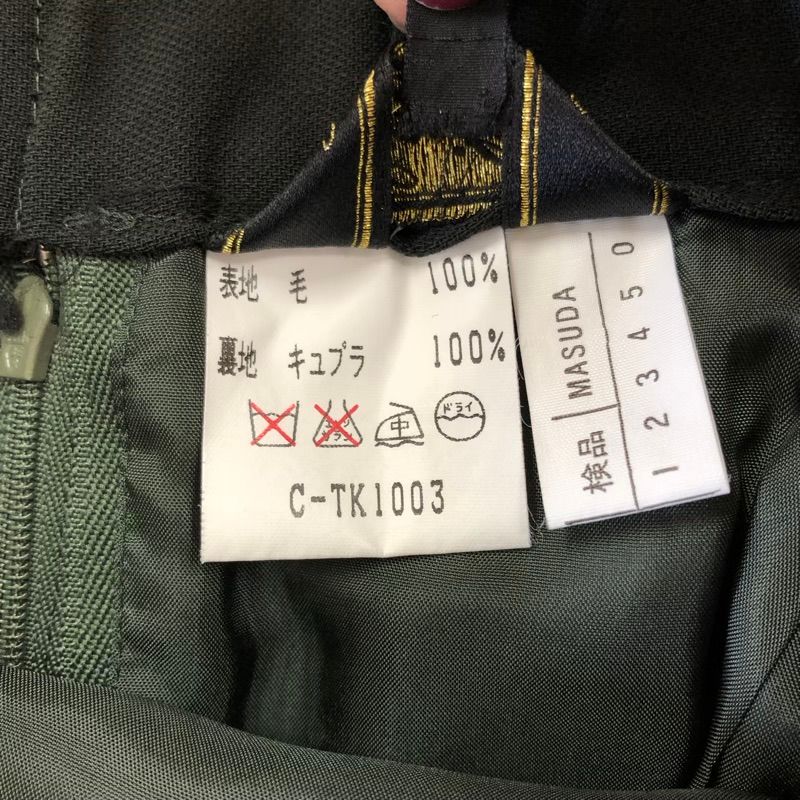 表地 毛 100%
裏地 キュプラ 100%
中
ドライ
C-TK1003
検品 MASUDA
1 2 3 4 5 0